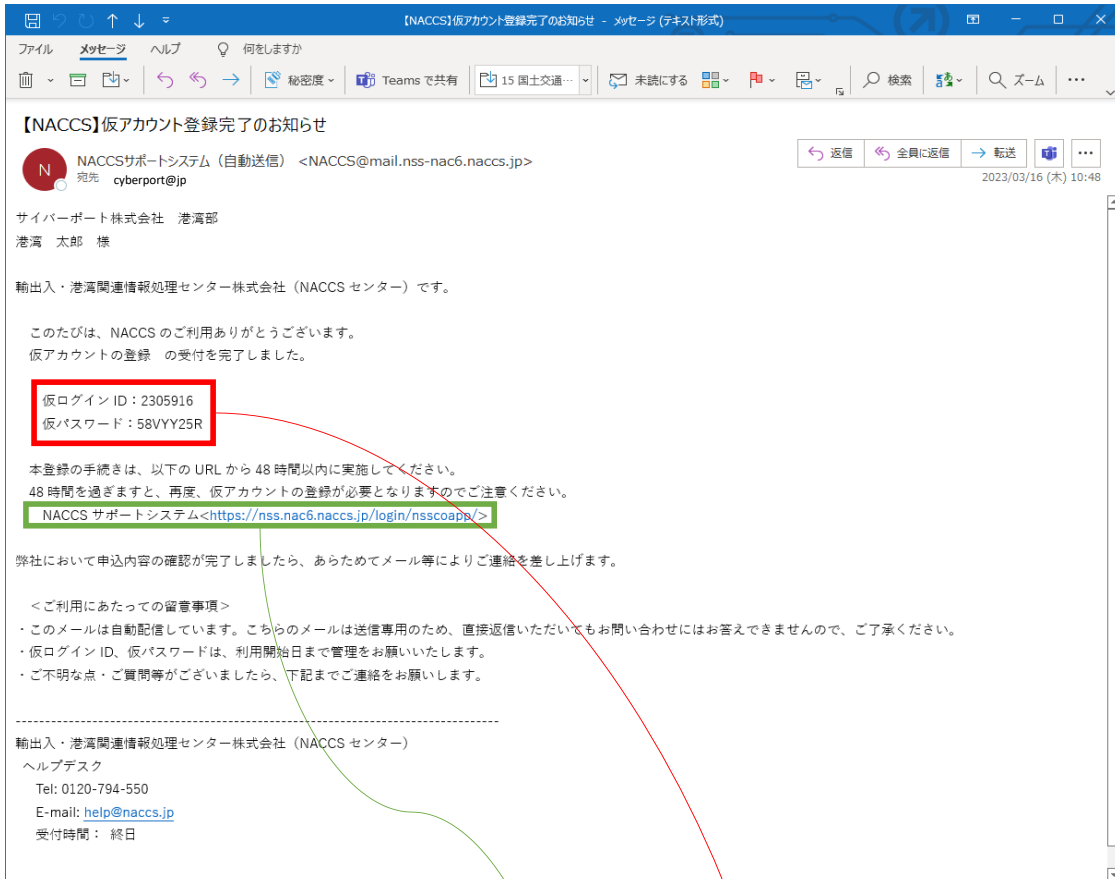 【NACCS】仮アカウント登録完了のお知らせ - メッセージ (テキスト形式)
ファイル メッセージ ヘルプ 何をしますか
秘密度 Teams で共有 15 国土交通… 未読にする 検索 ズーム …
【NACCS】仮アカウント登録完了のお知らせ
返信 全員に返信 転送 …
N NACCSサポートシステム（自動送信） <NACCS@mail.nss-nac6.naccs.jp>
宛先 cyberport@jp
2023/03/16 (木) 10:48
サイバーポート株式会社　港湾部
港湾　太郎　様
輸出入・港湾関連情報処理センター株式会社（NACCS センター）です。
このたびは、NACCS のご利用ありがとうございます。
仮アカウントの登録　の受付を完了しました。
仮ログイン ID：2305916
仮パスワード：58VYY25R
本登録の手続きは、以下の URL から 48 時間以内に実施してください。
48 時間を過ぎますと、再度、仮アカウントの登録が必要となりますのでご注意ください。
NACCS サポートシステム<https://nss.nac6.naccs.jp/login/nsscoapp/>
弊社において申込内容の確認が完了しましたら、あらためてメール等によりご連絡を差し上げます。
＜ご利用にあたっての留意事項＞
・このメールは自動配信しています。こちらのメールは送信専用のため、直接返信いただいてもお問い合わせにはお答えできませんので、ご了承ください。
・仮ログイン ID、仮パスワードは、利用開始日まで管理をお願いいたします。
・ご不明な点・ご質問等がございましたら、下記までご連絡をお願いします。
--------------------------------------------------------------------------------
輸出入・港湾関連情報処理センター株式会社（NACCS センター）
ヘルプデスク
Tel: 0120-794-550
E-mail: help@naccs.jp
受付時間： 終日